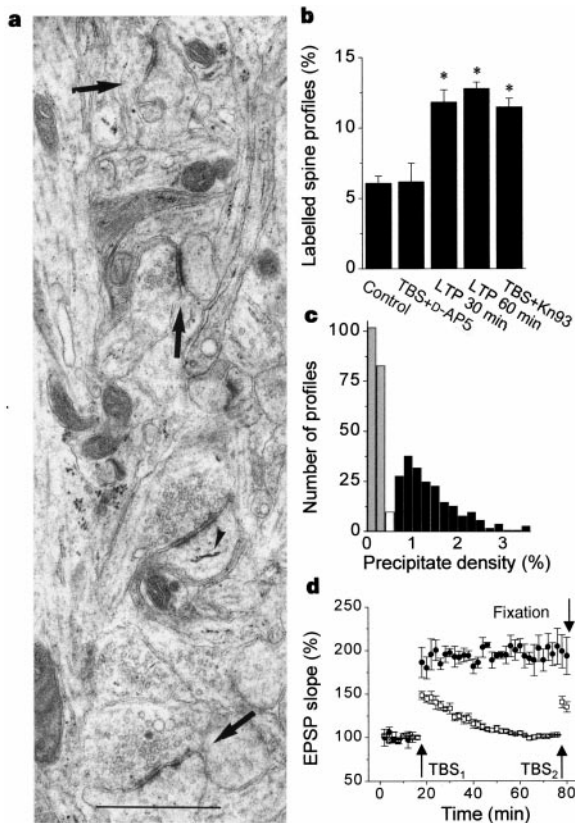 a
b
Labelled spine profiles (%)
15
10
5
0
Control
TBS+D-AP5
LTP 30 min
LTP 60 min
TBS+Kn93
* * *
c
Number of profiles
100
75
50
25
0
1 2 3
Precipitate density (%)
d
EPSP slope (%)
250
200
150
100
50
Fixation
TBS1
TBS2
0 20 40 60 80
Time (min)